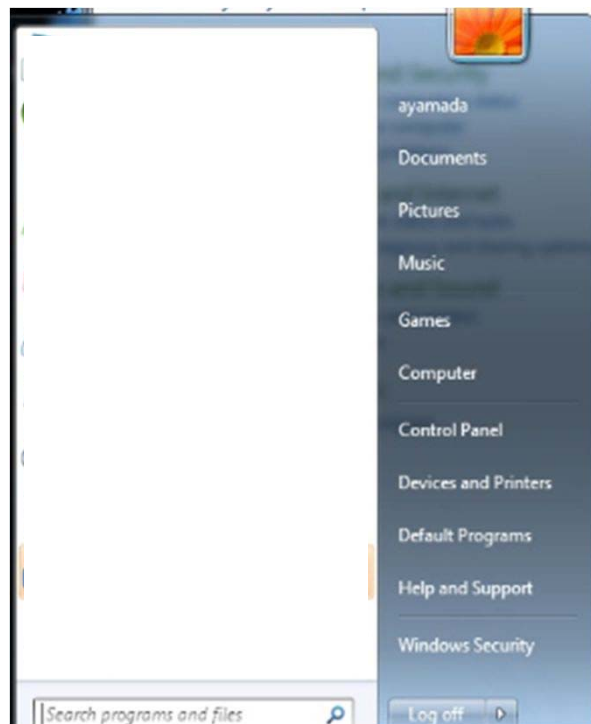 ayamada
Documents
Pictures
Music
Games
Computer
Control Panel
Devices and Printers
Default Programs
Help and Support
Windows Security
Search programs and files
Log off